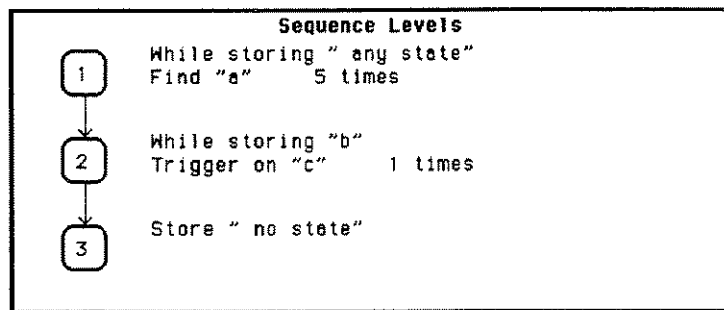 Sequence Levels
While storing " any state"
1
Find "a" 5 times
While storing "b"
2
Trigger on "c" 1 times
Store " no state"
3